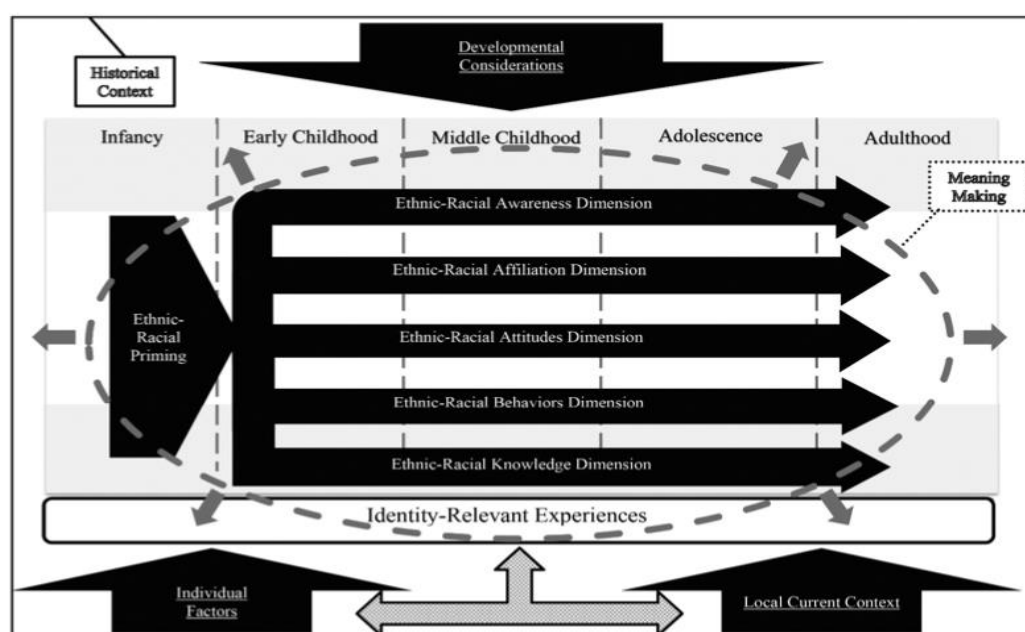 Developmental
Considerations
Historical
Context
Infancy
Early Childhood
Middle Childhood
Adolescence
Adulthood
Meaning
Making
Ethnic-Racial Awareness Dimension
Ethnic-Racial Affiliation Dimension
Ethnic-
Racial
Priming
Ethnic-Racial Attitudes Dimension
Ethnic-Racial Behaviors Dimension
Ethnic-Racial Knowledge Dimension
Identity-Relevant Experiences
Individual
Factors
Local Current Context